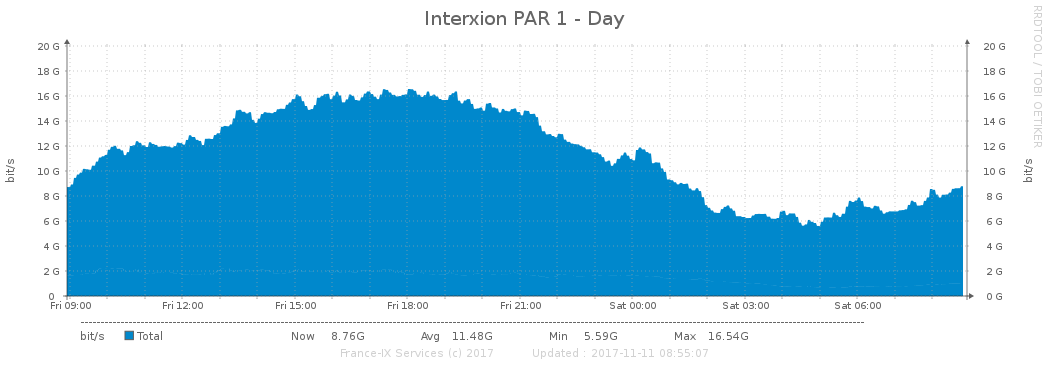 Interxion PAR 1 - Day
RRDTOOL / TOBI OETIKER
bit/s
20 G 20 G
18 G 18 G
16 G 16 G
14 G 14 G
12 G 12 G
10 G 10 G
8 G 8 G
6 G 6 G
4 G 4 G
2 G 2 G
0 0 G
bit/s
Fri 09:00 Fri 12:00 Fri 15:00 Fri 18:00 Fri 21:00 Sat 00:00 Sat 03:00 Sat 06:00
bit/s Total Now 8.76G Avg 11.48G Min 5.59G Max 16.54G
France-IX Services (c) 2017 Updated : 2017-11-11 08:55:07